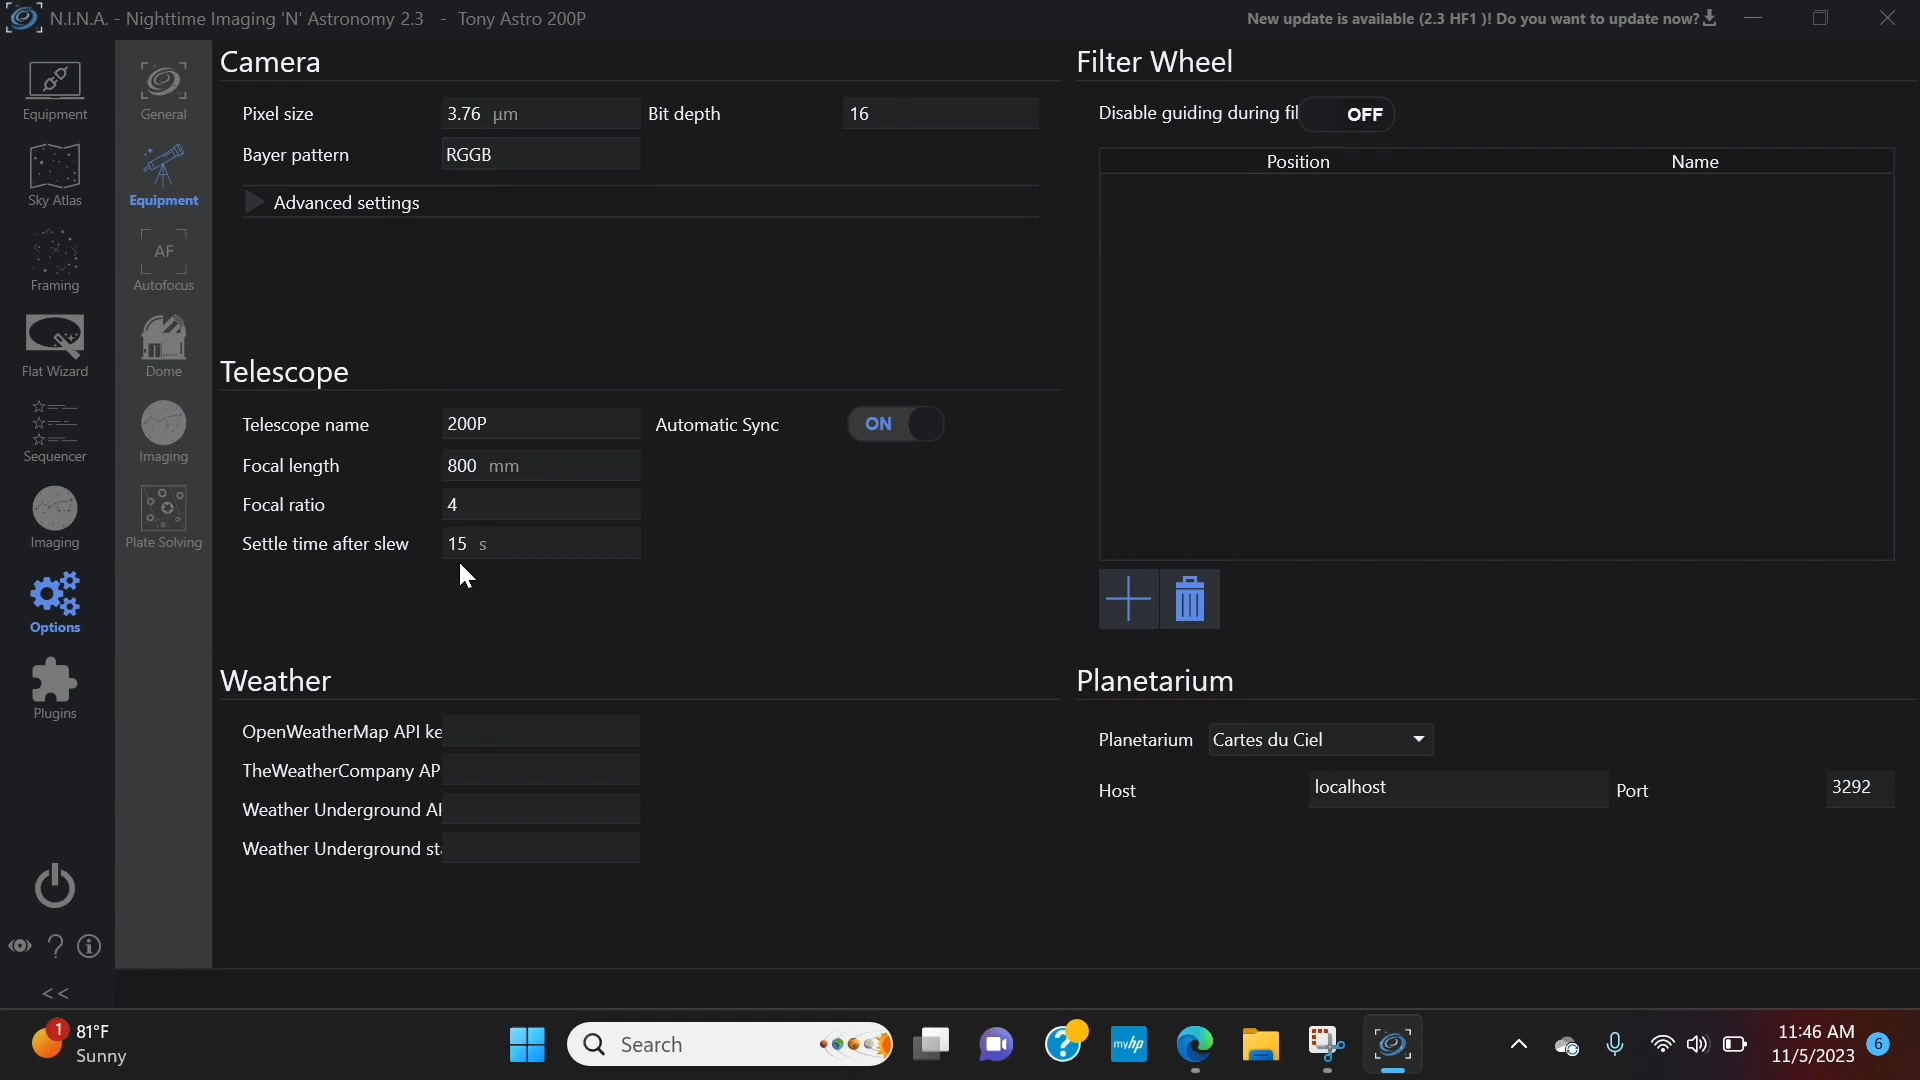 N.I.N.A. - Nighttime Imaging 'N' Astronomy 2.3 - Tony Astro 200P
New update is available (2.3 HF1 )! Do you want to update now?
Equipment
Sky Atlas
Framing
Flat Wizard
Sequencer
Imaging
Options
Plugins
<<
General
Equipment
AF
Autofocus
Dome
Imaging
Plate Solving
Camera
Pixel size 3.76 µm Bit depth 16
Bayer pattern RGGB
Advanced settings
Telescope
Telescope name 200P Automatic Sync ON
Focal length 800 mm
Focal ratio 4
Settle time after slew 15 s
Weather
OpenWeatherMap API ke
TheWeatherCompany AP
Weather Underground AI
Weather Underground st
Filter Wheel
Disable guiding during fil OFF
Position Name
Planetarium
Planetarium Cartes du Ciel
Host localhost Port 3292
1 81°F
Sunny
Search
myhp
11:46 AM
11/5/2023 6